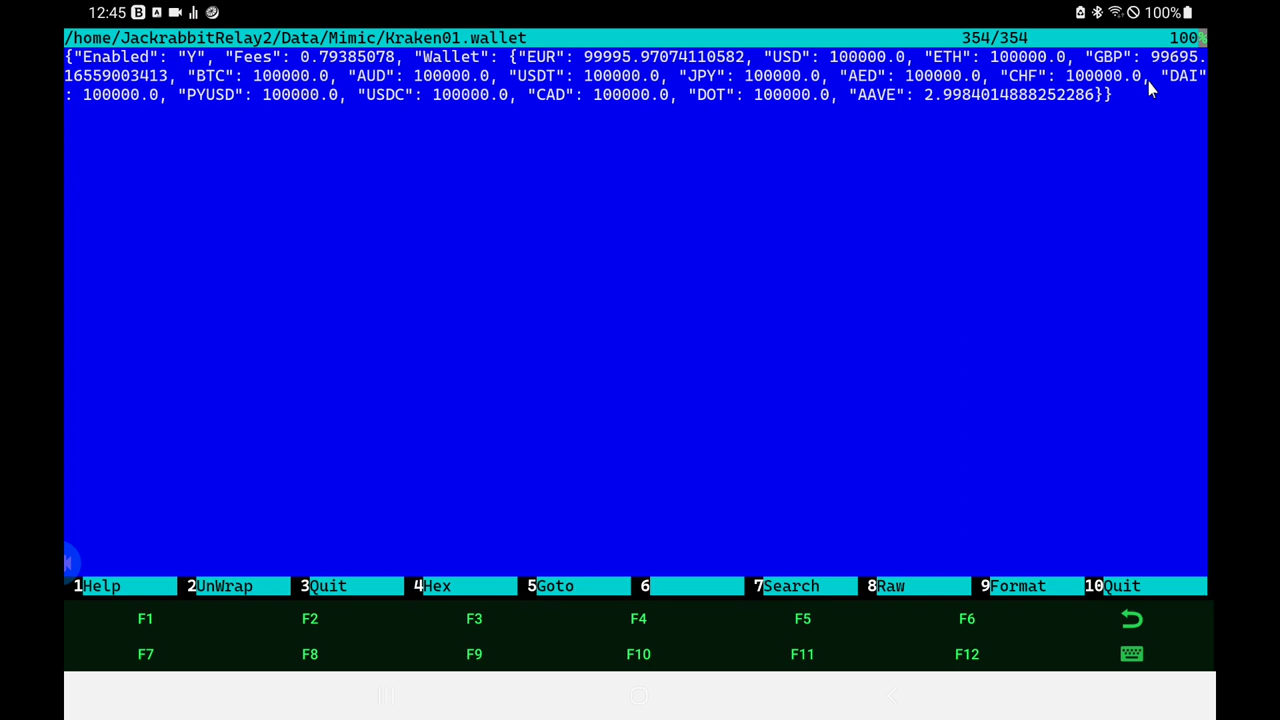 12:45 100%
/home/JackrabbitRelay2/Data/Mimic/Kraken01.wallet 354/354 100%
{"Enabled": "Y", "Fees": 0.79385078, "Wallet": {"EUR": 99995.97074110582, "USD": 100000.0, "ETH": 100000.0, "GBP": 99695.
16559003413, "BTC": 100000.0, "AUD": 100000.0, "USDT": 100000.0, "JPY": 100000.0, "AED": 100000.0, "CHF": 100000.0, "DAI"
: 100000.0, "PYUSD": 100000.0, "USDC": 100000.0, "CAD": 100000.0, "DOT": 100000.0, "AAVE": 2.9984014888252286}}
1Help 2UnWrap 3Quit 4Hex 5Goto 6 7Search 8Raw 9Format 10Quit
F1 F2 F3 F4 F5 F6
F7 F8 F9 F10 F11 F12